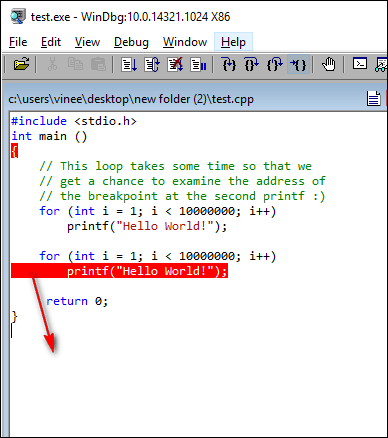 test.exe - WinDbg:10.0.14321.1024 X86
File Edit View Debug Window Help
c:\users\vinee\desktop\new folder (2)\test.cpp
#include <stdio.h>
int main ()
{
// This loop takes some time so that we
// get a chance to examine the address of
// the breakpoint at the second printf :)
for (int i = 1; i < 10000000; i++)
printf("Hello World!");
for (int i = 1; i < 10000000; i++)
printf("Hello World!");
return 0;
}